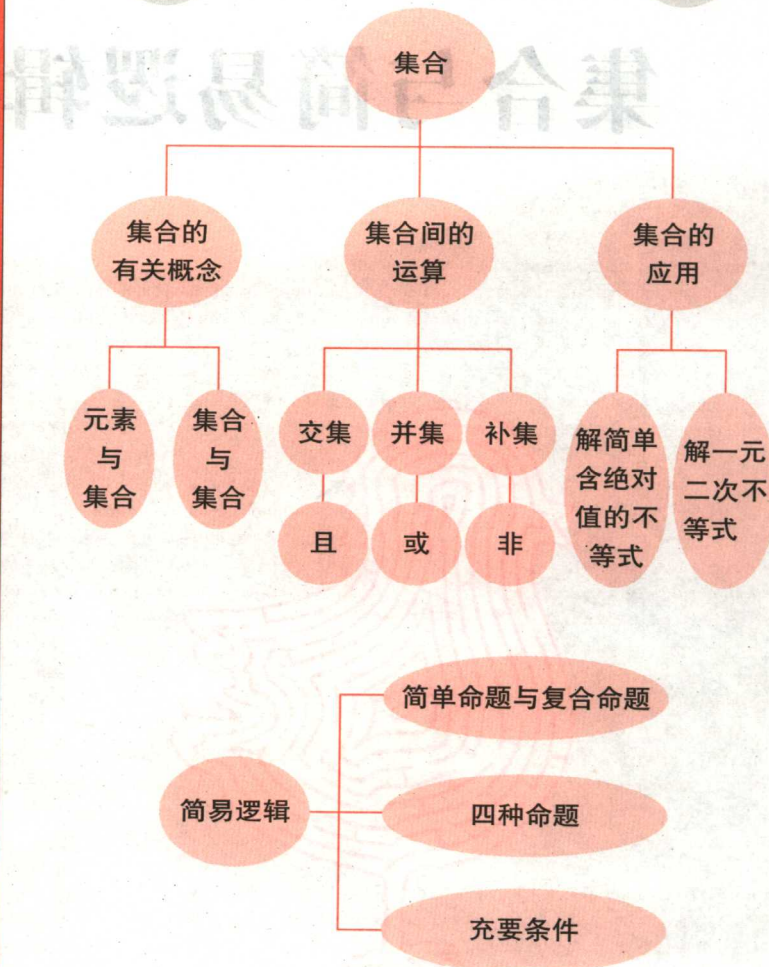 集合
集合与简易逻辑
集合的
有关概念
集合间的
运算
集合的
应用
元素
与
集合
集合
与
集合
交集
并集
补集
解简单
含绝对
值的不
等式
解一元
二次不
等式
且
或
非
简单命题与复合命题
简易逻辑
四种命题
充要条件